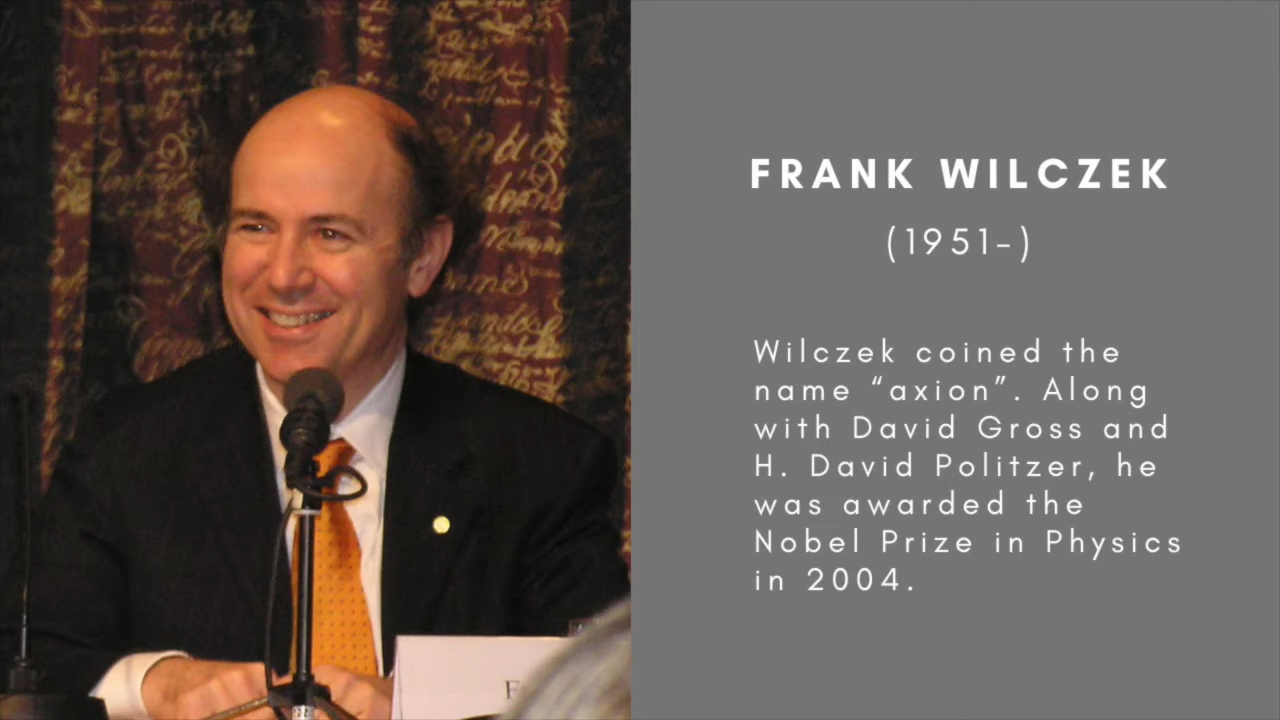 FRANK WILCZEK
(1951-)
Wilczek coined the
name “axion”. Along
with David Gross and
H. David Politzer, he
was awarded the
Nobel Prize in Physics
in 2004.